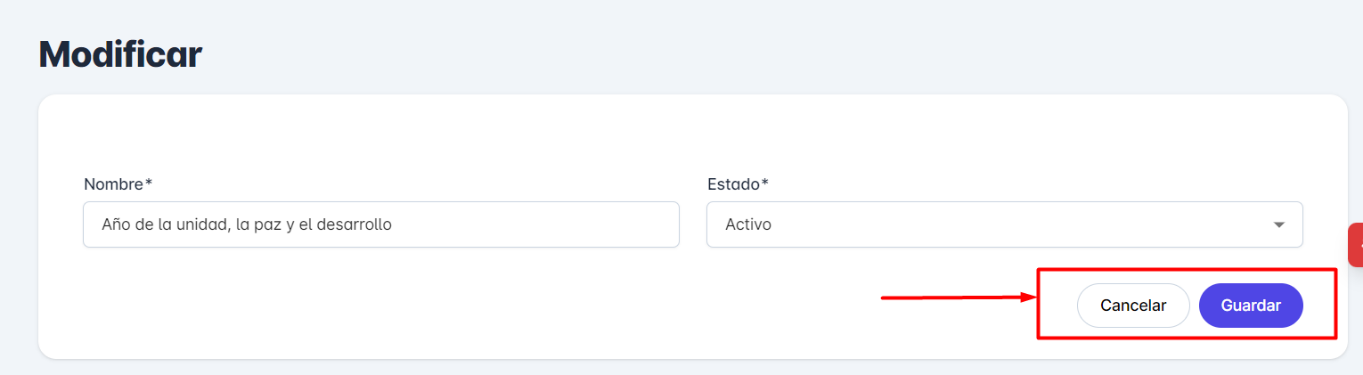 Modificar
Nombre* Estado*
Año de la unidad, la paz y el desarrollo Activo
Cancelar Guardar